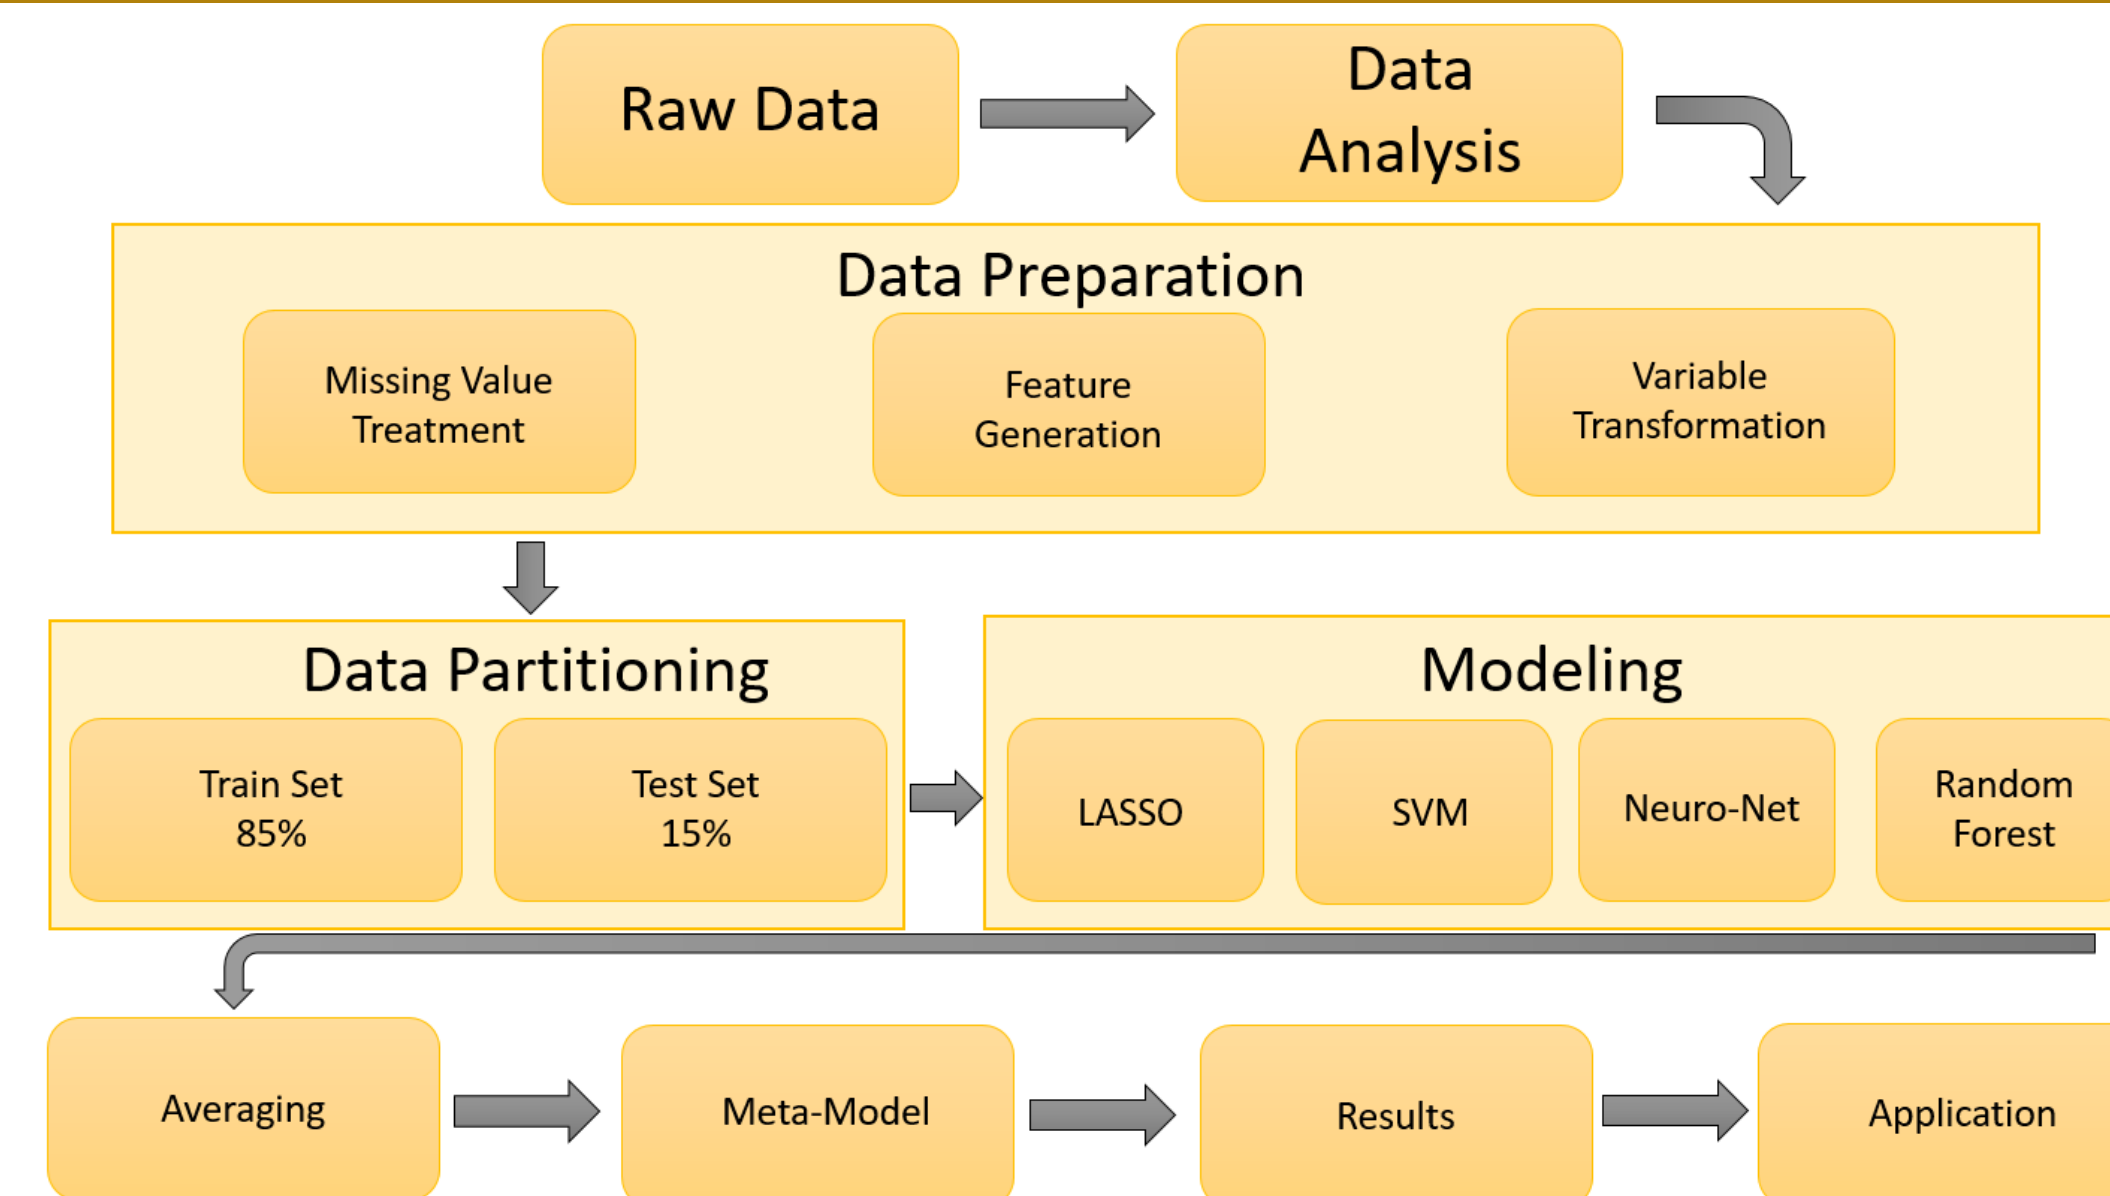 Raw Data
Data
Analysis
Data Preparation
Missing Value
Treatment
Feature
Generation
Variable
Transformation
Data Partitioning
Train Set
85%
Test Set
15%
Modeling
LASSO
SVM
Neuro-Net
Random
Forest
Averaging
Meta-Model
Results
Application